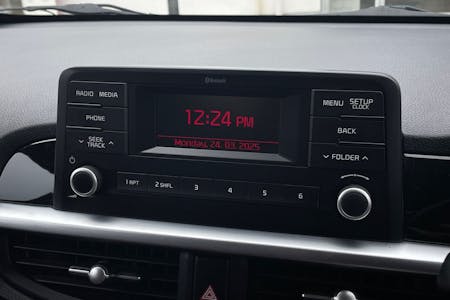 Bluetooth
RADIO MEDIA
PHONE
SEEK
TRACK
12:24 PM
Monday, 24. 03. 2025
MENU SETUP
CLOCK
BACK
FOLDER
1 RPT 2 SHFL 3 4 5 6